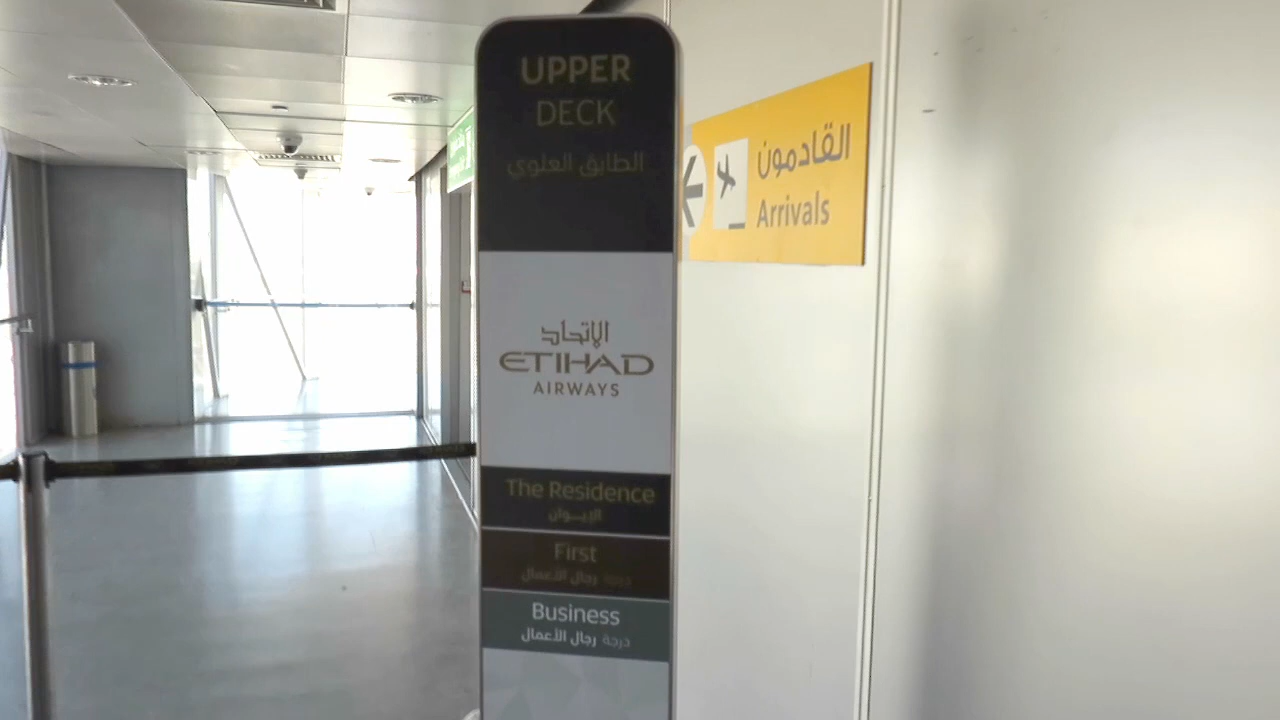 UPPER
DECK
الطابق العلوي
الإتحاد
ETIHAD
AIRWAYS
The Residence
الإيـــوان
First
درجة رجال الأعمال
Business
درجة رجال الأعمال
القادمون
Arrivals